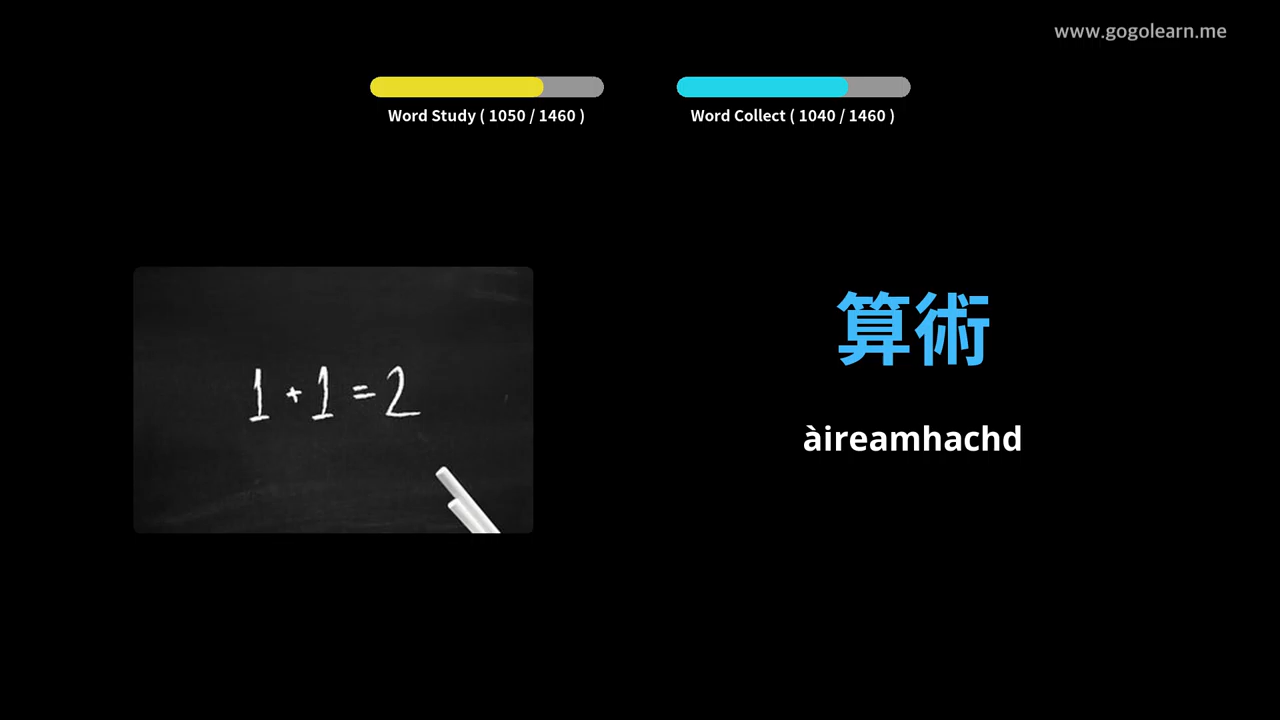 www.gogolearn.me
Word Study ( 1050 / 1460 )
Word Collect ( 1040 / 1460 )
1 + 1 = 2
算術
àireamhachd